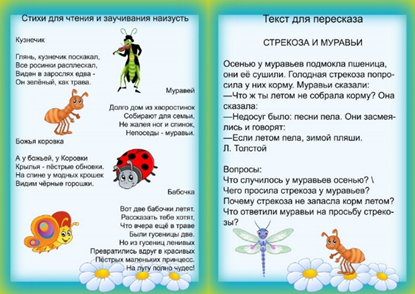 Стихи для чтения и заучивания наизусть
Кузнечик
Глянь, кузнечик поскакал,
Все росинки расплескал,
Виден в зарослях едва -
Он зелёный, как трава.
Муравей
Долго дом из хворостинок
Собирают для семьи,
Не жалея ног и спинок,
Непоседы - муравьи.
Божья коровка
А у божьей, у Коровки
Крылья - пёстрые обновки.
На спине у модных крошек
Видим чёрные горошки.
Бабочка
Вот две бабочки летят.
Рассказать тебе хотят,
Что вчера ещё в траве
Были гусеницы две.
Но из гусениц ленивых
Превратились вдруг в красивых
Пёстрых маленьких принцесс.
На лугу полно чудес!
Текст для пересказа
СТРЕКОЗА И МУРАВЬИ
Осенью у муравьев подмокла пшеница,
они её сушили. Голодная стрекоза попро-
сила у них корму. Муравьи сказали:
—Что ж ты летом не собрала корму? Она
сказала:
—Недосуг было: песни пела. Они засмея-
лись и говорят:
—Если летом пела, зимой пляши.
Л. Толстой
Вопросы:
Что случилось у муравьев осенью? \
Чего просила стрекоза у муравьев?
Почему стрекоза не запасла корм летом?
Что ответили муравьи на просьбу стреко-
зы?